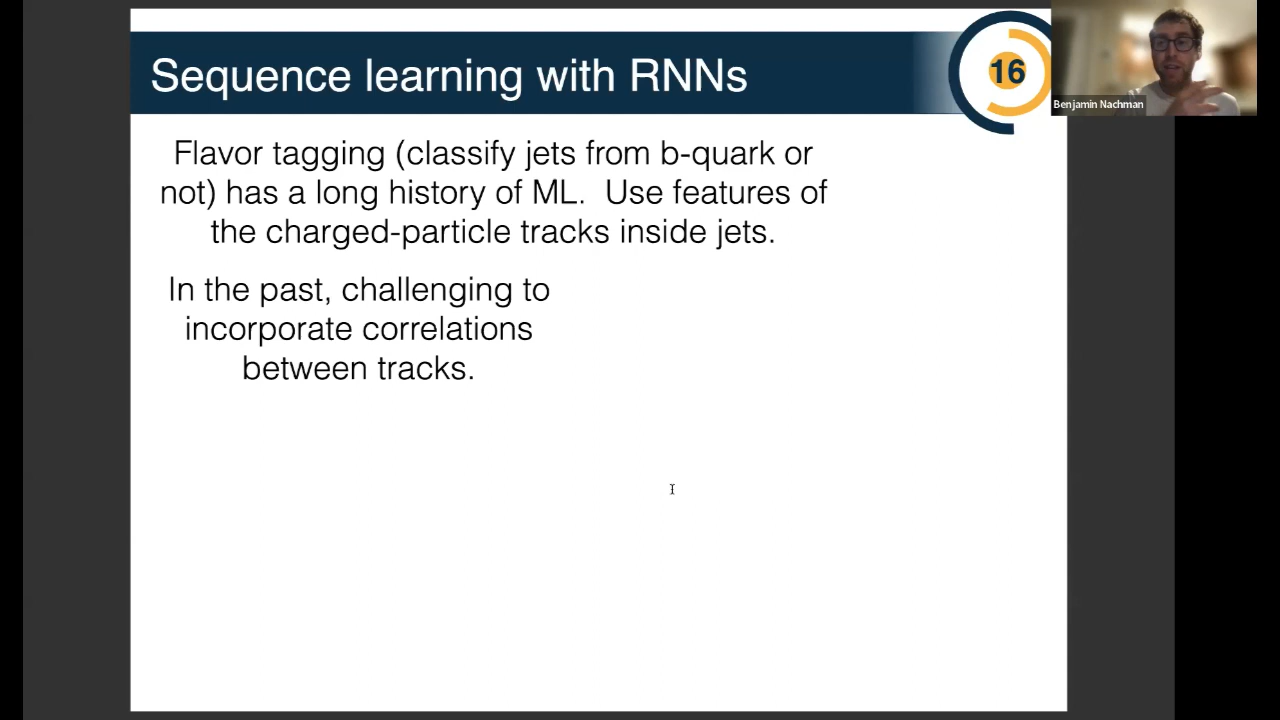 Sequence learning with RNNs
16
Benjamin Nachman
Flavor tagging (classify jets from b-quark or
not) has a long history of ML.  Use features of
the charged-particle tracks inside jets.
In the past, challenging to
incorporate correlations
between tracks.